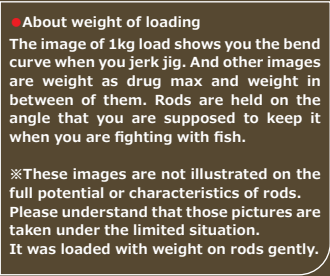 ●About weight of loading
The image of 1kg load shows you the bend
curve when you jerk jig. And other images
are weight as drug max and weight in
between of them. Rods are held on the
angle that you are supposed to keep it
when you are fighting with fish.
※These images are not illustrated on the
full potential or characteristics of rods.
Please understand that those pictures are
taken under the limited situation.
It was loaded with weight on rods gently.